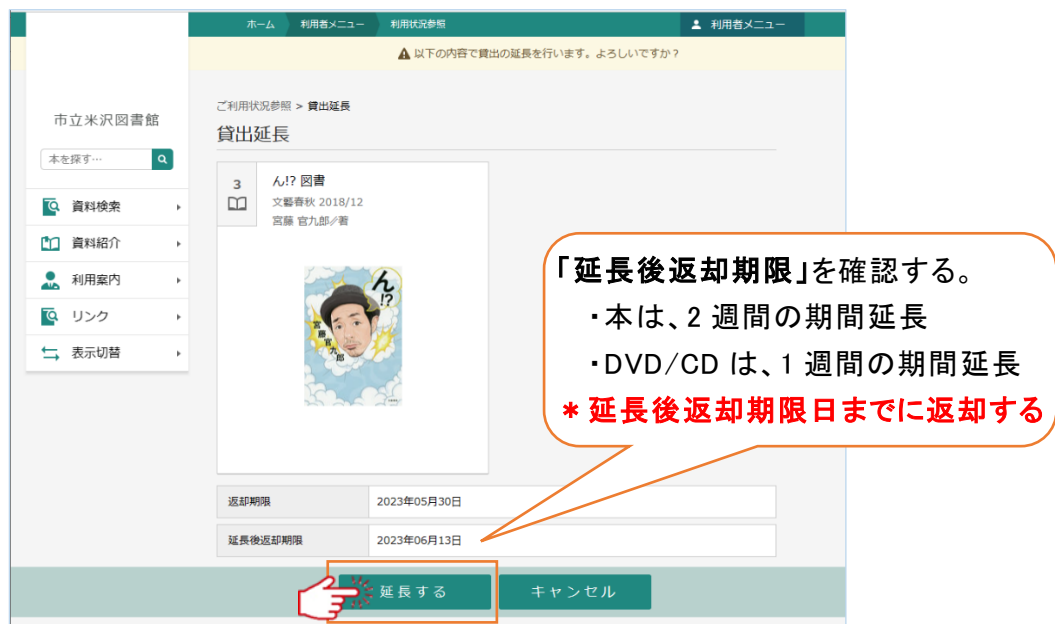 ホーム 利用者メニュー 利用状況参照 利用者メニュー
以下の内容で貸出の延長を行います。よろしいですか?
市立米沢図書館
本を探す…
資料検索
資料紹介
利用案内
リンク
表示切替
ご利用状況参照 > 貸出延長
貸出延長
3 ん!? 図書
文藝春秋 2018/12
宮藤 官九郎∥著
ん!?
宮藤官九郎
「延長後返却期限」を確認する。
・本は、2 週間の期間延長
・DVD/CD は、1 週間の期間延長
*延長後返却期限日までに返却する
返却期限 2023年05月30日
延長後返却期限 2023年06月13日
延長する キャンセル